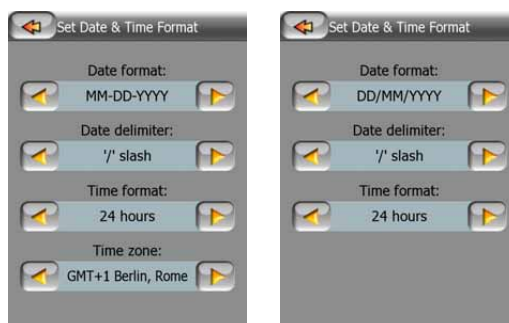 Set Date & Time Format
Date format:
MM-DD-YYYY
Date delimiter:
'/' slash
Time format:
24 hours
Time zone:
GMT+1 Berlin, Rome
Set Date & Time Format
Date format:
DD/MM/YYYY
Date delimiter:
'/' slash
Time format:
24 hours